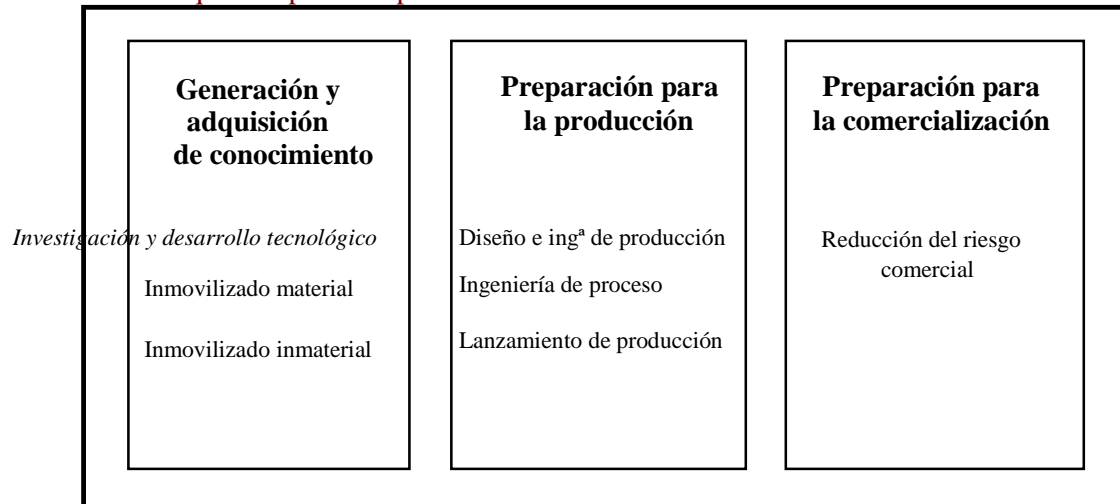 Generación y
adquisición
de conocimiento
Investigación y desarrollo tecnológico
Inmovilizado material
Inmovilizado inmaterial
Preparación para
la producción
Diseño e ingª de producción
Ingeniería de proceso
Lanzamiento de producción
Preparación para
la comercialización
Reducción del riesgo
comercial